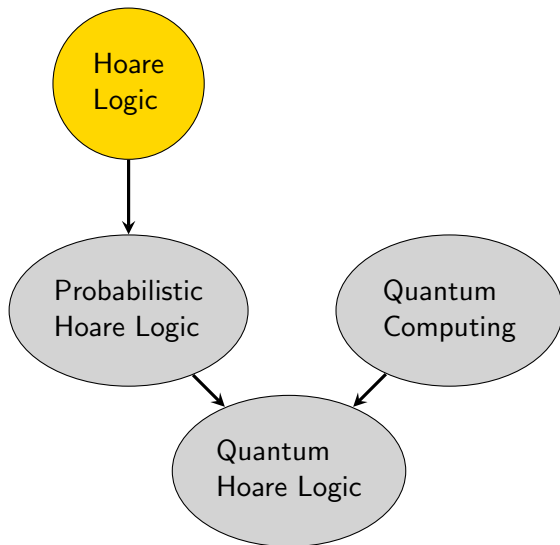 Hoare
Logic
Probabilistic
Hoare Logic
Quantum
Computing
Quantum
Hoare Logic